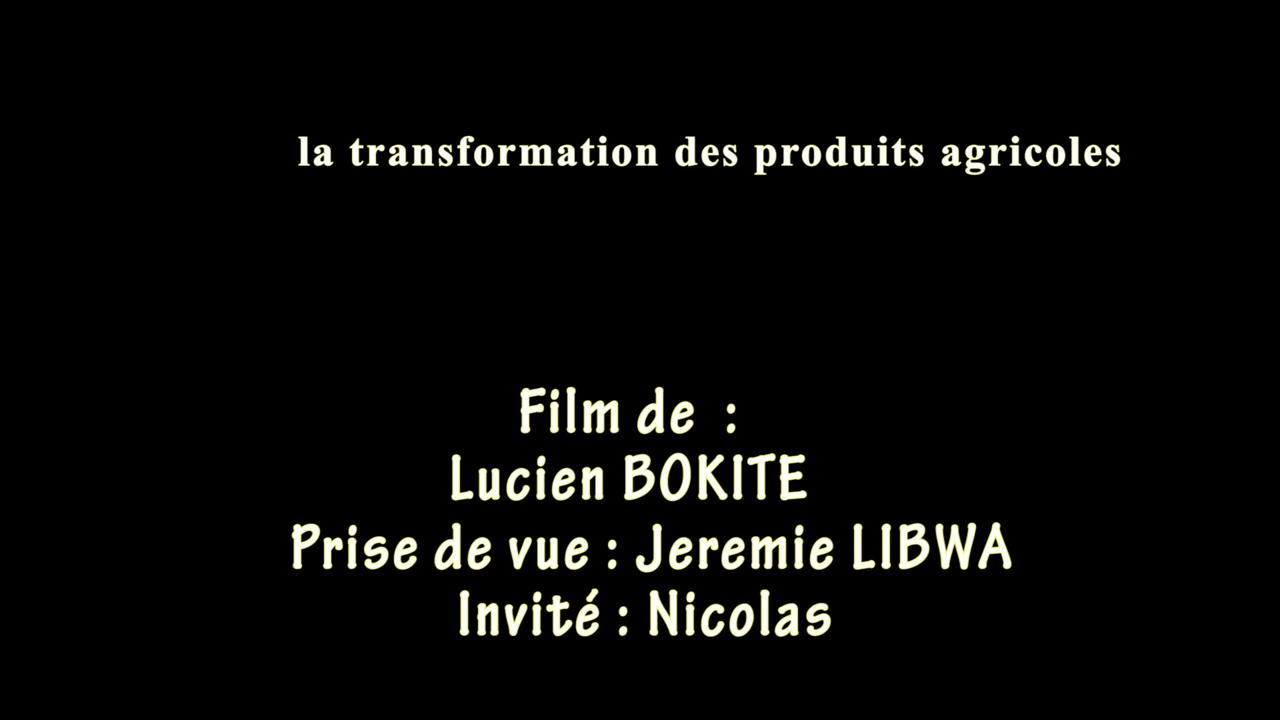 la transformation des produits agricoles
Film de :
Lucien BOKITE
Prise de vue : Jeremie LIBWA
Invité : Nicolas